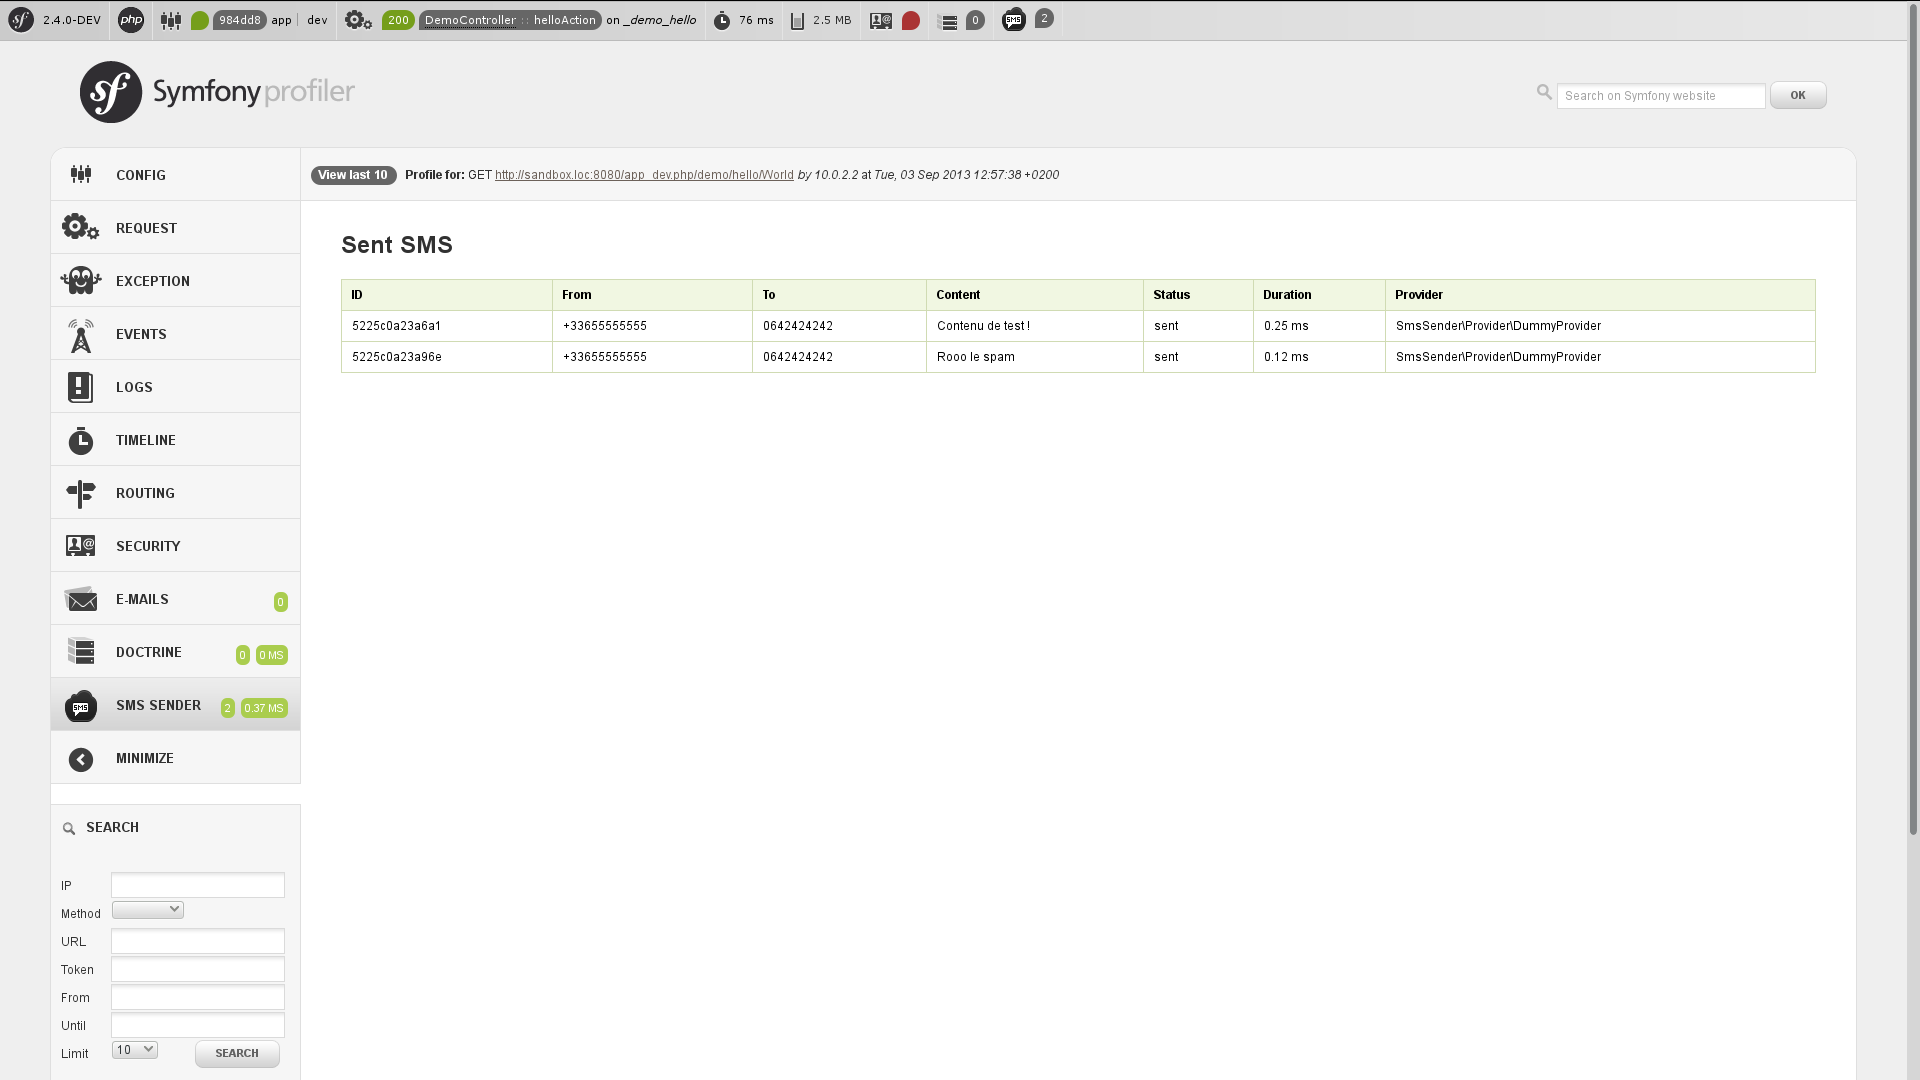 sf 2.4.0-DEV php 984dd8 app dev 200 DemoController :: helloAction on _demo_hello 76 ms 2.5 MB 0 SMS 2
sf Symfony profiler
Search on Symfony website OK
CONFIG
View last 10 Profile for: GET http://sandbox.loc:8080/app_dev.php/demo/hello/World by 10.0.2.2 at Tue, 03 Sep 2013 12:57:38 +0200
REQUEST
EXCEPTION
EVENTS
LOGS
TIMELINE
ROUTING
SECURITY
E-MAILS 0
DOCTRINE 0 0 MS
SMS SMS SENDER 2 0.37 MS
MINIMIZE
Sent SMS
ID From To Content Status Duration Provider
5225c0a23a6a1 +33655555555 0642424242 Contenu de test ! sent 0.25 ms SmsSender\Provider\DummyProvider
5225c0a23a96e +33655555555 0642424242 Rooo le spam sent 0.12 ms SmsSender\Provider\DummyProvider
SEARCH
IP
Method
URL
Token
From
Until
Limit 10 SEARCH